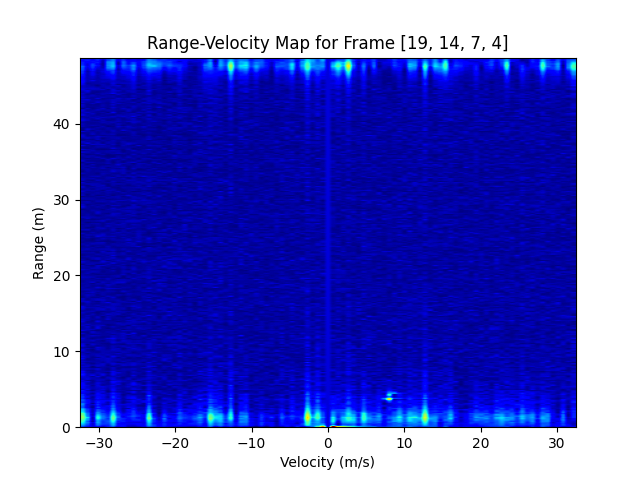 Range-Velocity Map for Frame [19, 14, 7, 4]
40
30
20
10
0
Range (m)
−30 −20 −10 0 10 20 30
Velocity (m/s)